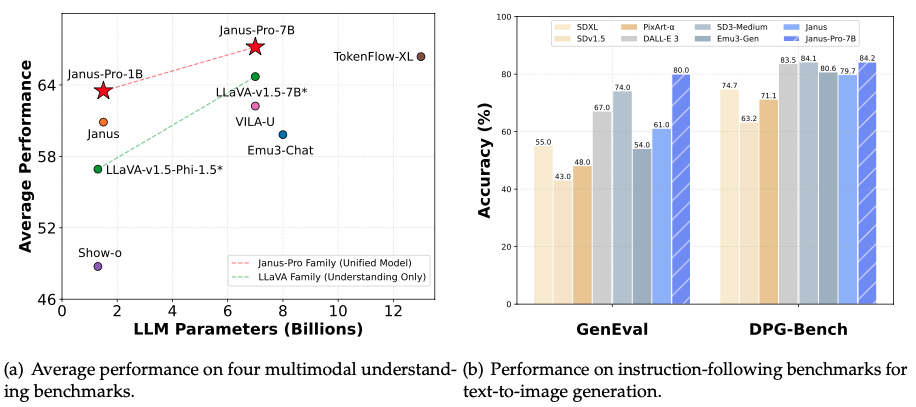 Average Performance
64
58
52
46
0
2
4
6
8
10
12
LLM Parameters (Billions)
Janus-Pro-7B
Janus-Pro-1B
TokenFlow-XL
LLaVA-v1.5-7B*
VILA-U
Janus
Emu3-Chat
LLaVA-v1.5-Phi-1.5*
Show-o
Janus-Pro Family (Unified Model)
LLaVA Family (Understanding Only)
(a) Average performance on four multimodal understand-
ing benchmarks.
Accuracy (%)
100
80
60
40
20
0
SDXL
SDv1.5
PixArt-α
DALL-E 3
SD3-Medium
Emu3-Gen
Janus
Janus-Pro-7B
55.0
43.0
48.0
67.0
74.0
54.0
61.0
80.0
74.7
63.2
71.1
83.5
84.1
80.6
79.7
84.2
GenEval
DPG-Bench
(b) Performance on instruction-following benchmarks for
text-to-image generation.